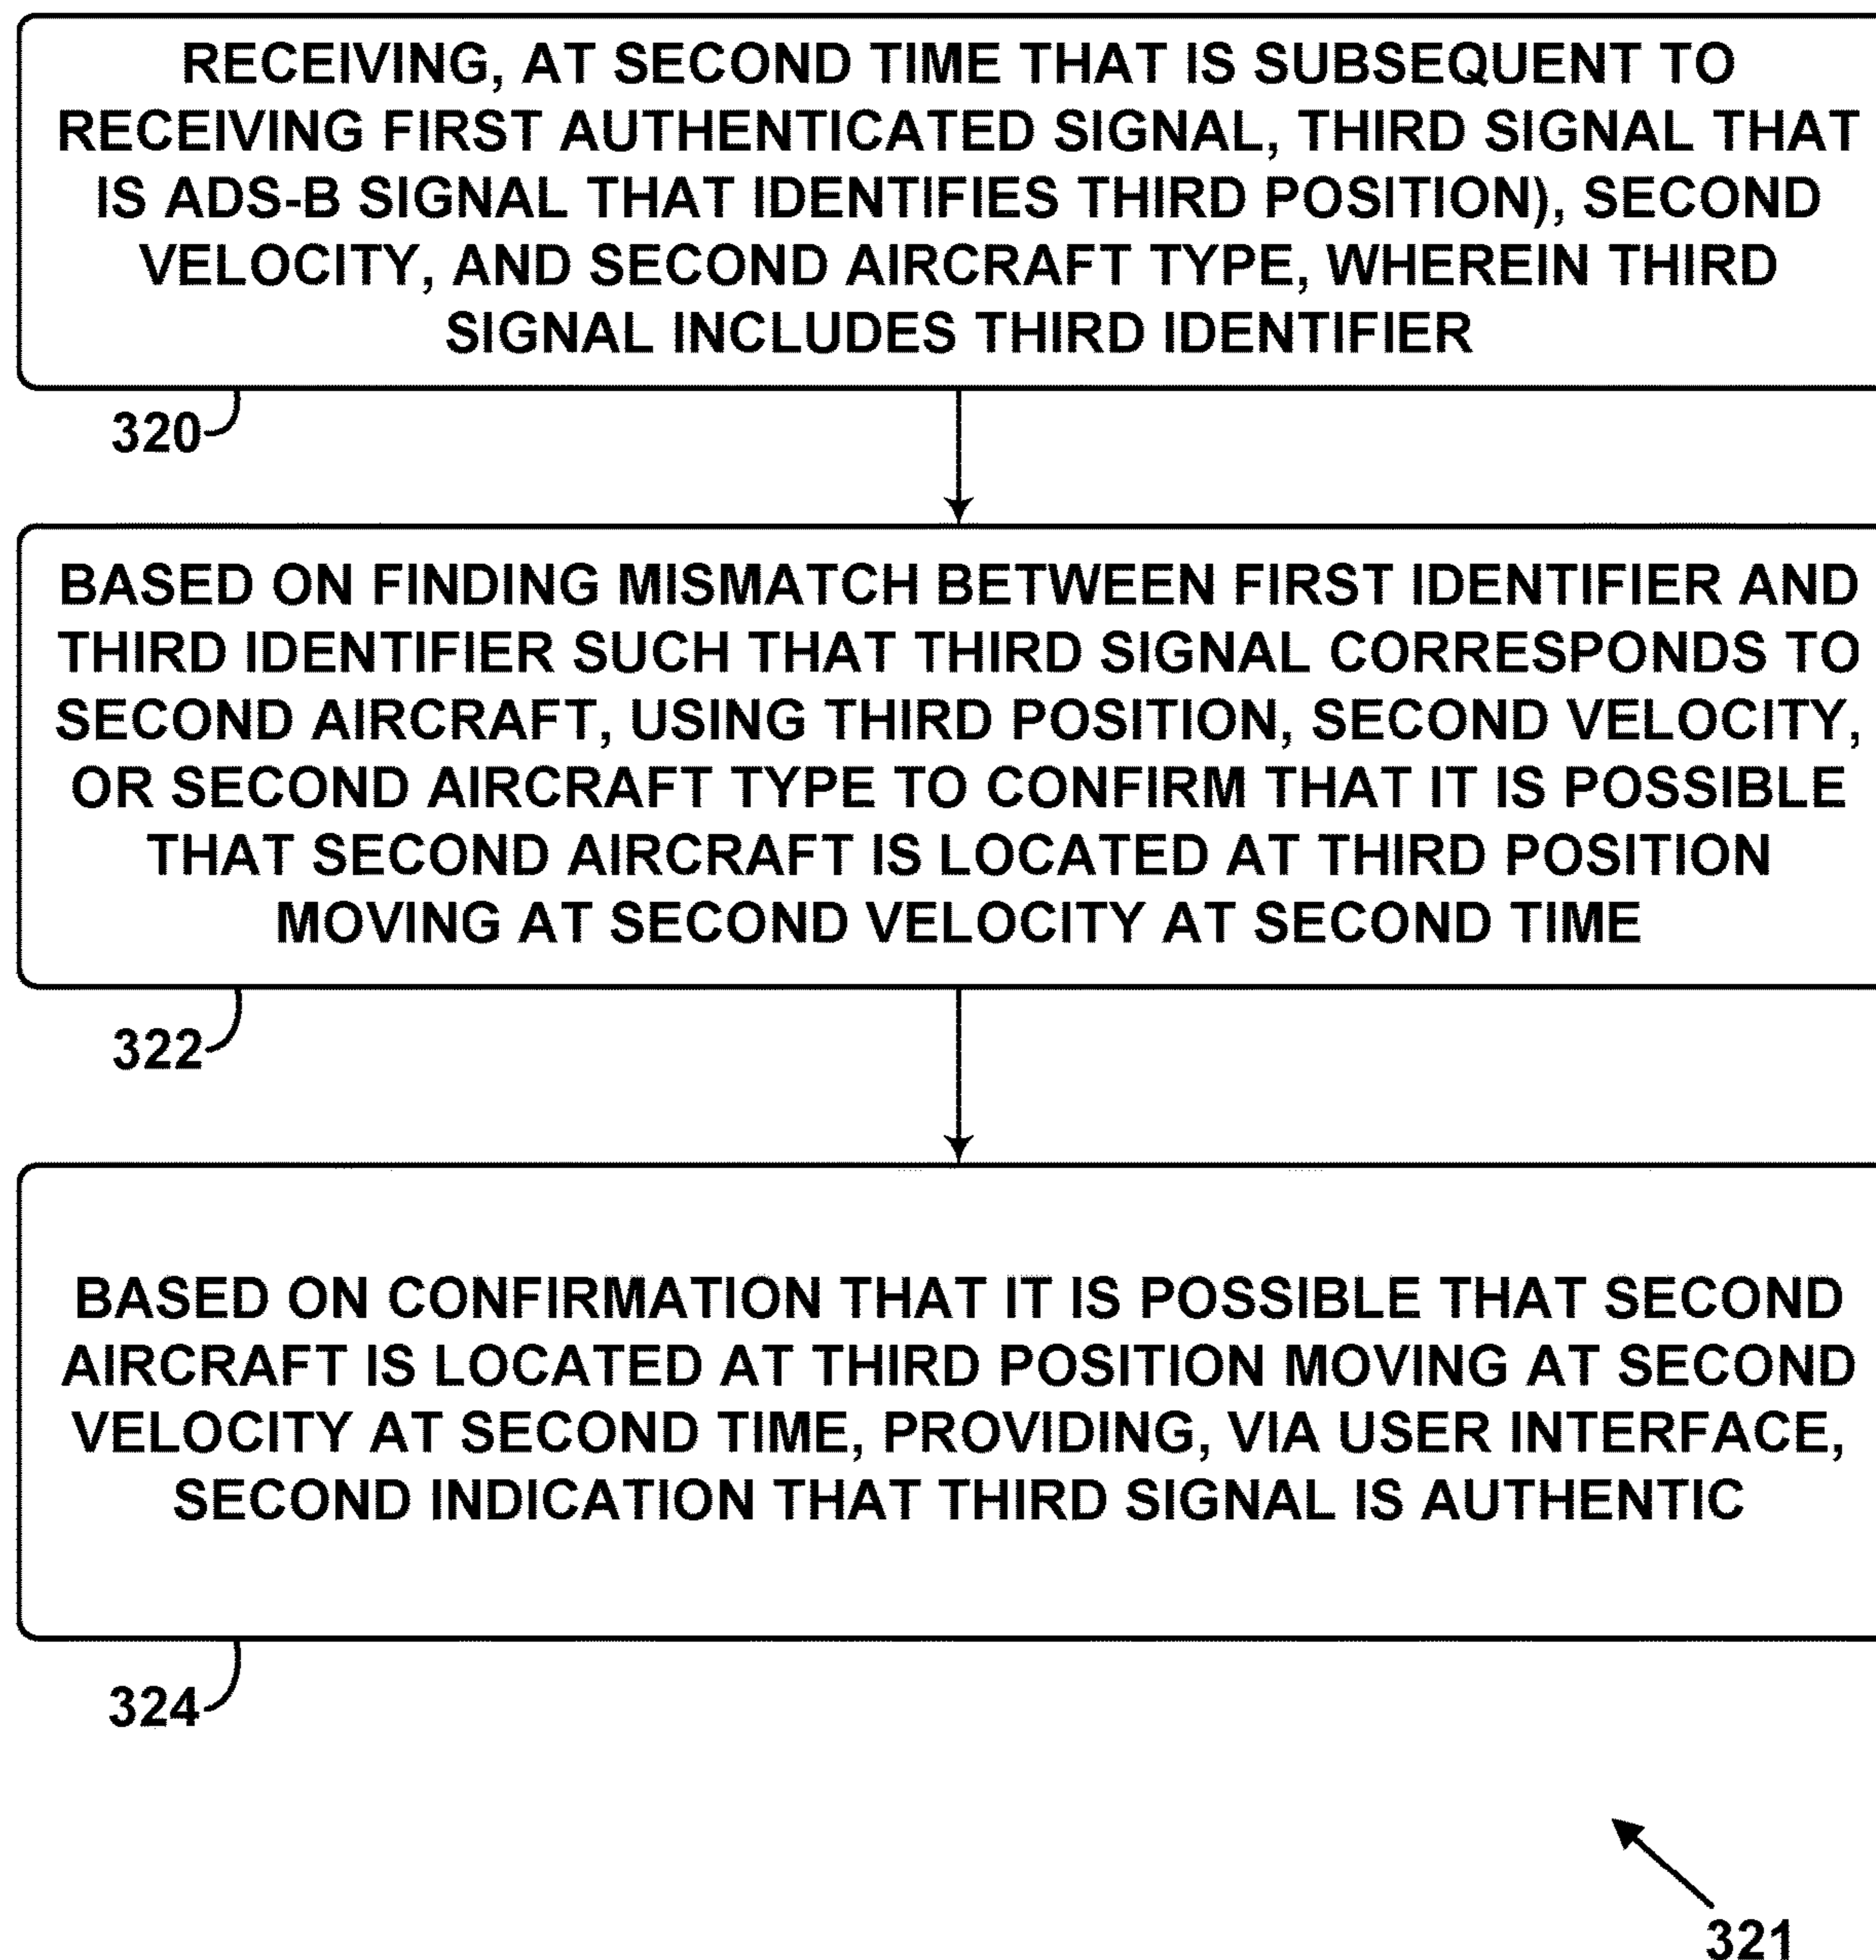 RECEIVING, AT SECOND TIME THAT IS SUBSEQUENT TO
RECEIVING FIRST AUTHENTICATED SIGNAL, THIRD SIGNAL THAT
IS ADS-B SIGNAL THAT IDENTIFIES THIRD POSITION), SECOND
VELOCITY, AND SECOND AIRCRAFT TYPE, WHEREIN THIRD
SIGNAL INCLUDES THIRD IDENTIFIER
320
BASED ON FINDING MISMATCH BETWEEN FIRST IDENTIFIER AND
THIRD IDENTIFIER SUCH THAT THIRD SIGNAL CORRESPONDS TO
SECOND AIRCRAFT, USING THIRD POSITION, SECOND VELOCITY,
OR SECOND AIRCRAFT TYPE TO CONFIRM THAT IT IS POSSIBLE
THAT SECOND AIRCRAFT IS LOCATED AT THIRD POSITION
MOVING AT SECOND VELOCITY AT SECOND TIME
322
BASED ON CONFIRMATION THAT IT IS POSSIBLE THAT SECOND
AIRCRAFT IS LOCATED AT THIRD POSITION MOVING AT SECOND
VELOCITY AT SECOND TIME, PROVIDING, VIA USER INTERFACE,
SECOND INDICATION THAT THIRD SIGNAL IS AUTHENTIC
324
321